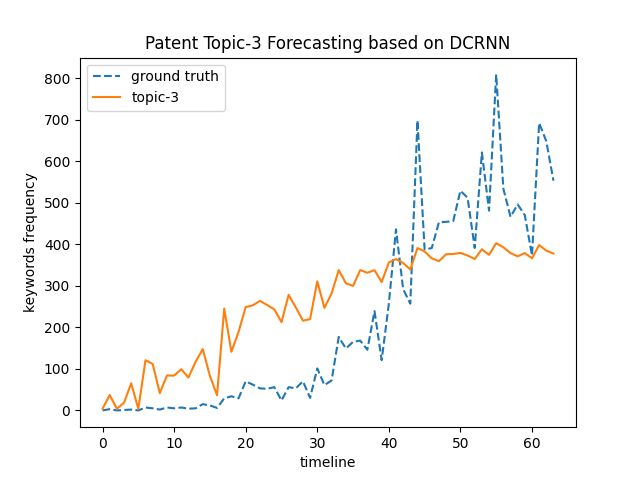 Patent Topic-3 Forecasting based on DCRNN
ground truth
topic-3
keywords frequency
800
700
600
500
400
300
200
100
0
0 10 20 30 40 50 60
timeline